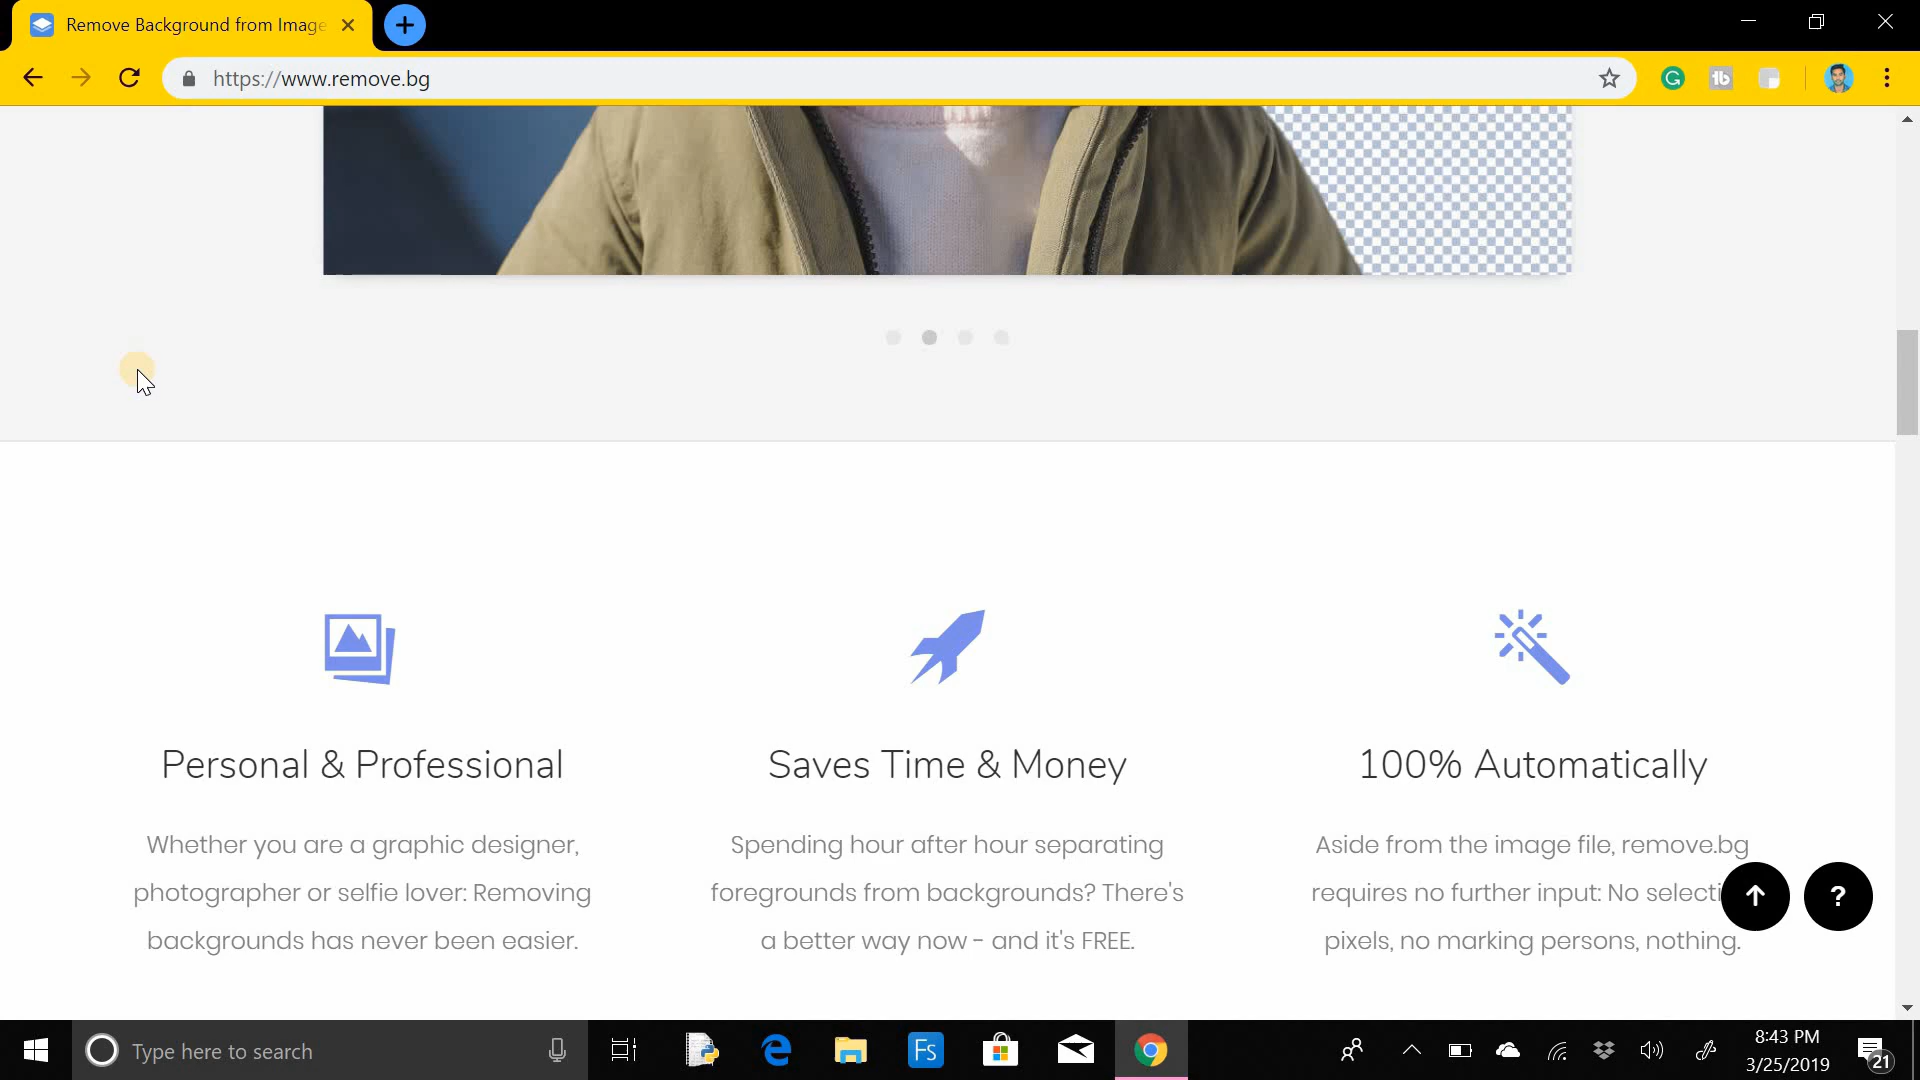 Remove Background from Image
https://www.remove.bg
Personal & Professional
Whether you are a graphic designer,
photographer or selfie lover: Removing
backgrounds has never been easier.
Saves Time & Money
Spending hour after hour separating
foregrounds from backgrounds? There's
a better way now - and it's FREE.
100% Automatically
Aside from the image file, remove.bg
requires no further input: No selecti
pixels, no marking persons, nothing.
?
Type here to search
Fs
8:43 PM
3/25/2019
21